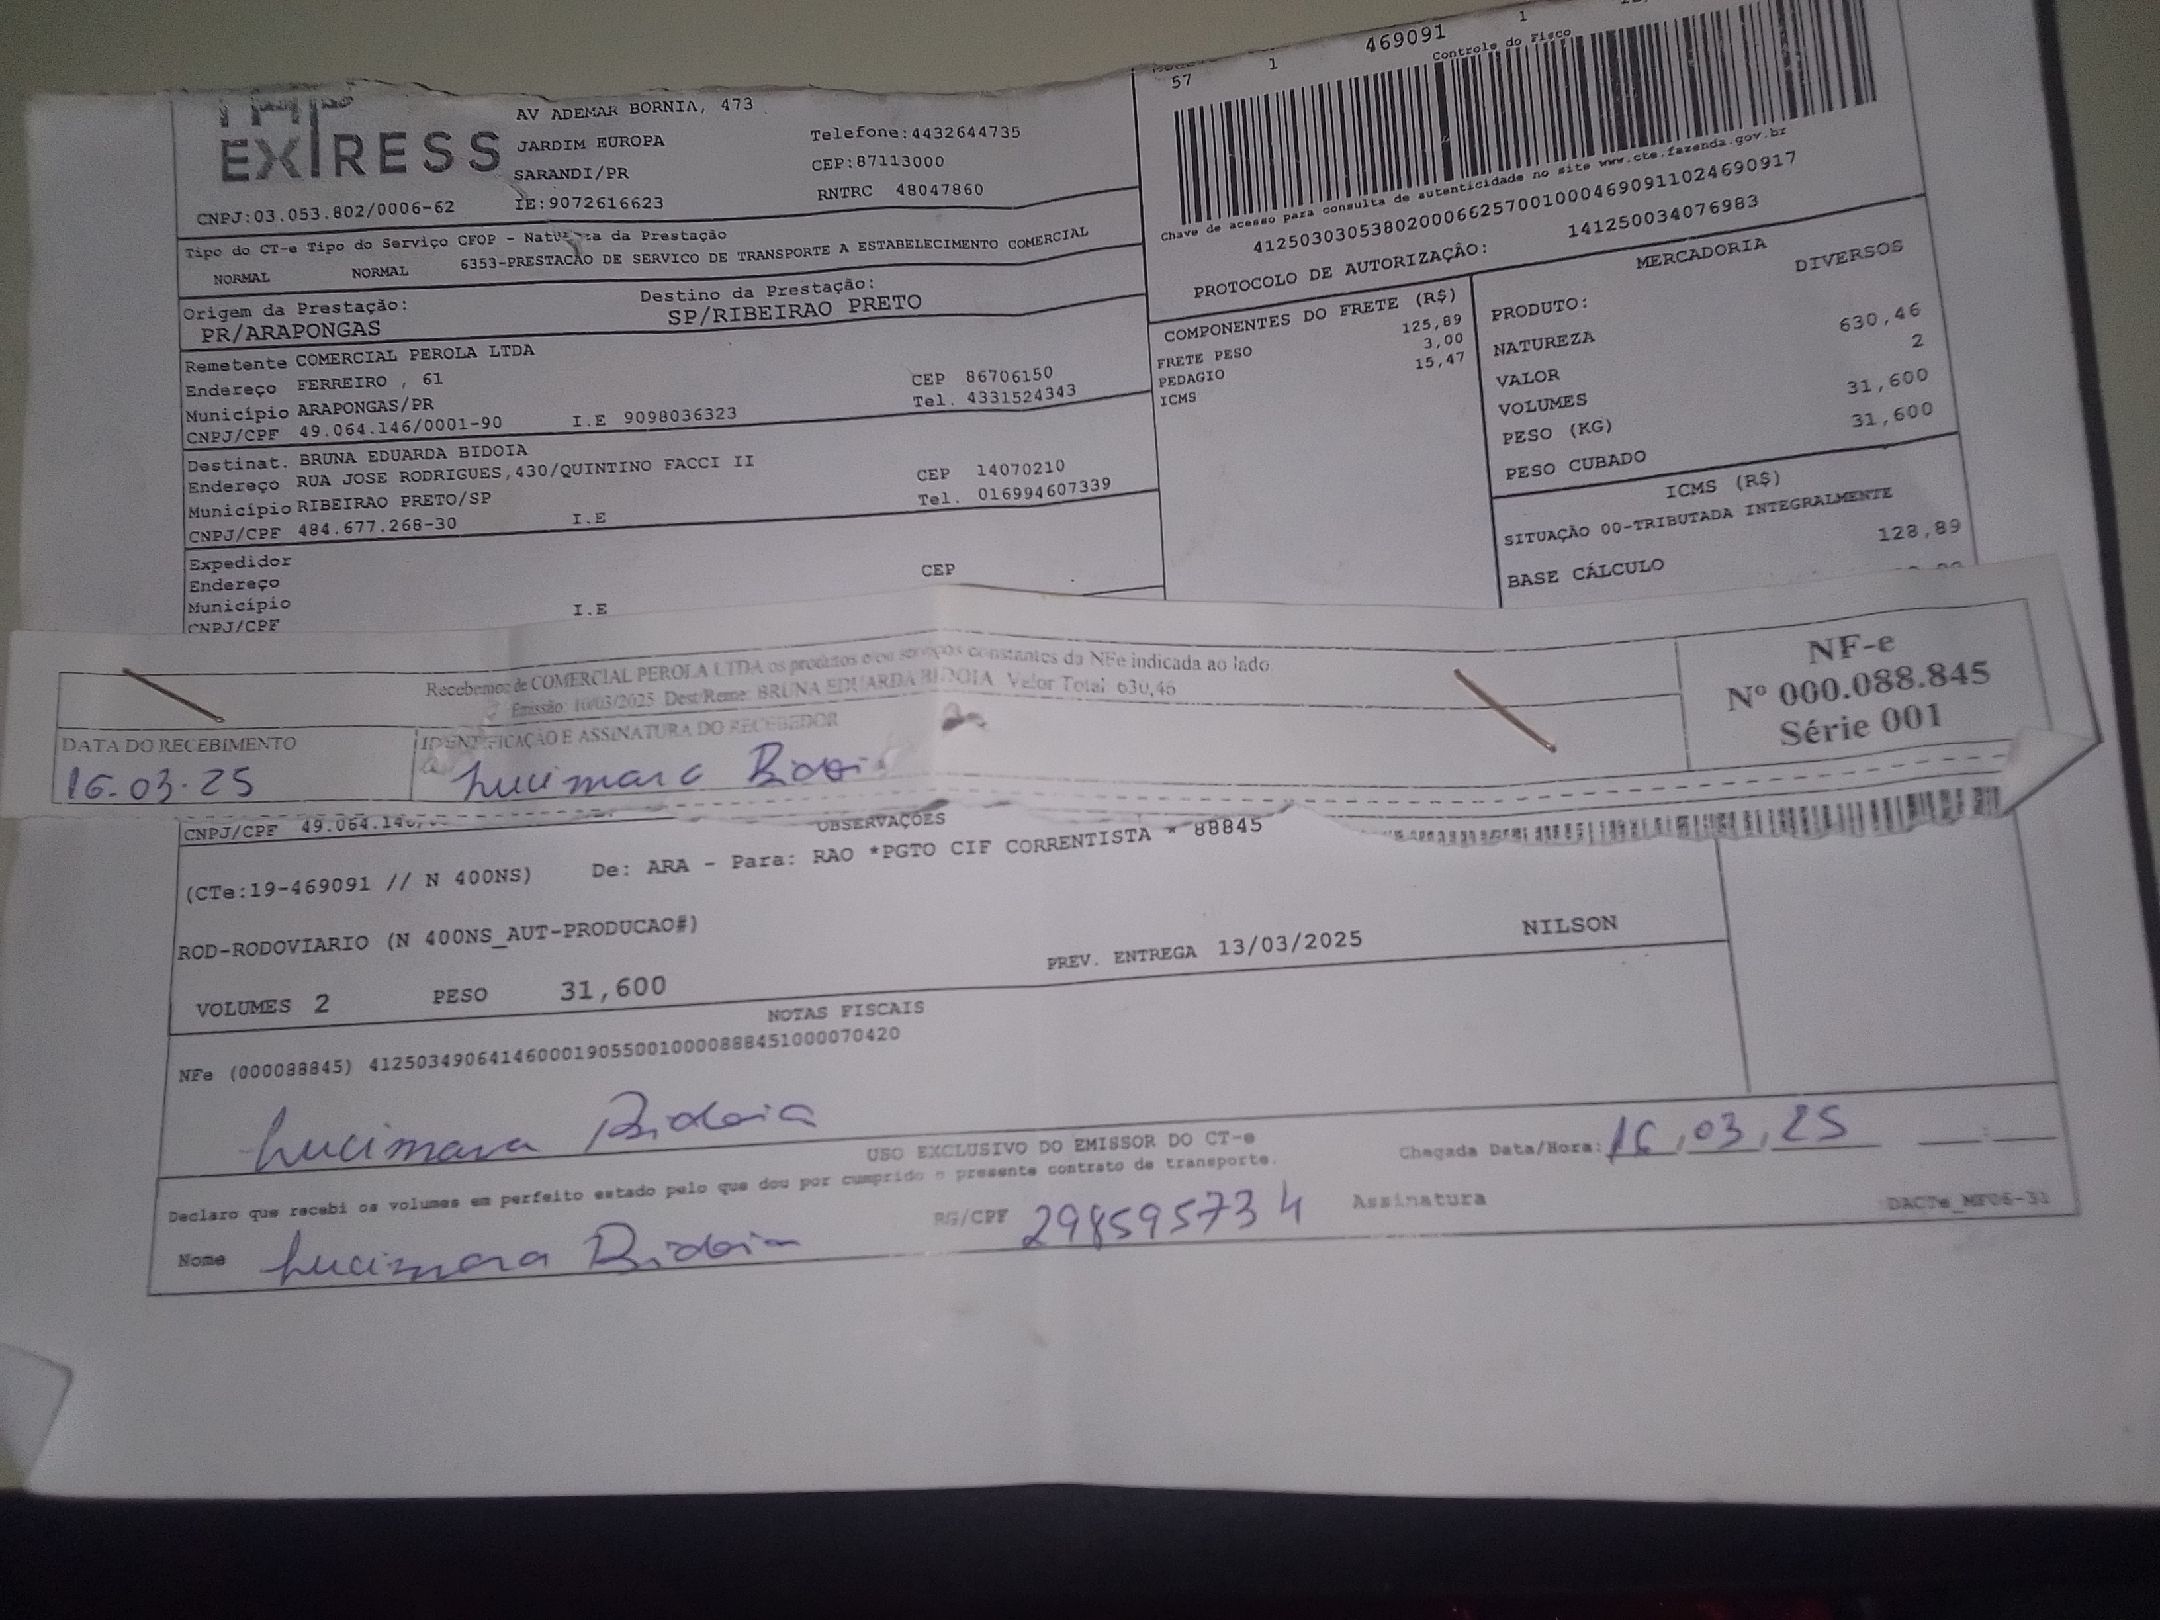 469091 1
57 1 Controle do Fisco
EXPRESS
AV ADEMAR BORNIA, 473
JARDIM EUROPA Telefone:4432644735
SARANDI/PR CEP:87113000
CNPJ:03.053.802/0006-62 IE:9072616623 RNTRC 48047860
Chave de acesso para consulta de autenticidade no site www.cte.fazenda.gov.br
41250303053802000662570010004690911024690917
PROTOCOLO DE AUTORIZAÇÃO: 141250034076983
Tipo do CT-e Tipo do Serviço CFOP - Natureza da Prestação
NORMAL NORMAL 6353-PRESTACAO DE SERVICO DE TRANSPORTE A ESTABELECIMENTO COMERCIAL
Origem da Prestação: Destino da Prestação:
PR/ARAPONGAS SP/RIBEIRAO PRETO
Remetente COMERCIAL PEROLA LTDA
Endereço FERREIRO , 61 CEP 86706150
Município ARAPONGAS/PR Tel. 4331524343
CNPJ/CPF 49.064.146/0001-90 I.E 9098036323
Destinat. BRUNA EDUARDA BIDOIA
Endereço RUA JOSE RODRIGUES,430/QUINTINO FACCI II CEP 14070210
Município RIBEIRAO PRETO/SP Tel. 016994607339
CNPJ/CPF 484.677.268-30 I.E
Expedidor
Endereço CEP
Município
CNPJ/CPF I.E
COMPONENTES DO FRETE (R$)
FRETE PESO 125,89
PEDAGIO 3,00
ICMS 15,47
MERCADORIA
PRODUTO: DIVERSOS
NATUREZA
VALOR 630,46
VOLUMES 2
PESO (KG) 31,600
PESO CUBADO 31,600
ICMS (R$)
SITUAÇÃO 00-TRIBUTADA INTEGRALMENTE
BASE CÁLCULO 128,89
Recebemos de COMERCIAL PEROLA LTDA os produtos e/ou serviços constantes da NFe indicada ao lado.
Emissão: 10/03/2025 Dest/Reme: BRUNA EDUARDA BIDOIA Valor Total: 630,46
DATA DO RECEBIMENTO IDENTIFICAÇÃO E ASSINATURA DO RECEBEDOR
16.03.25 Lucimara Bidoia
NF-e
Nº 000.088.845
Série 001
CNPJ/CPF 49.064.146/
OBSERVAÇÕES
(CTe:19-469091 // N 400NS) De: ARA - Para: RAO *PGTO CIF CORRENTISTA * 88845
ROD-RODOVIARIO (N 400NS_AUT-PRODUCAO#)
VOLUMES 2 PESO 31,600 PREV. ENTREGA 13/03/2025 NILSON
NOTAS FISCAIS
NFe (000088845) 41250349064146000190550010000888451000070420
Lucimara Bidoia
USO EXCLUSIVO DO EMISSOR DO CT-e
Declaro que recebi os volumes em perfeito estado pelo que dou por cumprido o presente contrato de transporte.
Chegada Data/Hora: 16,03,25 :
Nome Lucimara Bidoia RG/CPF 298595734 Assinatura
DACTe_MF06-31